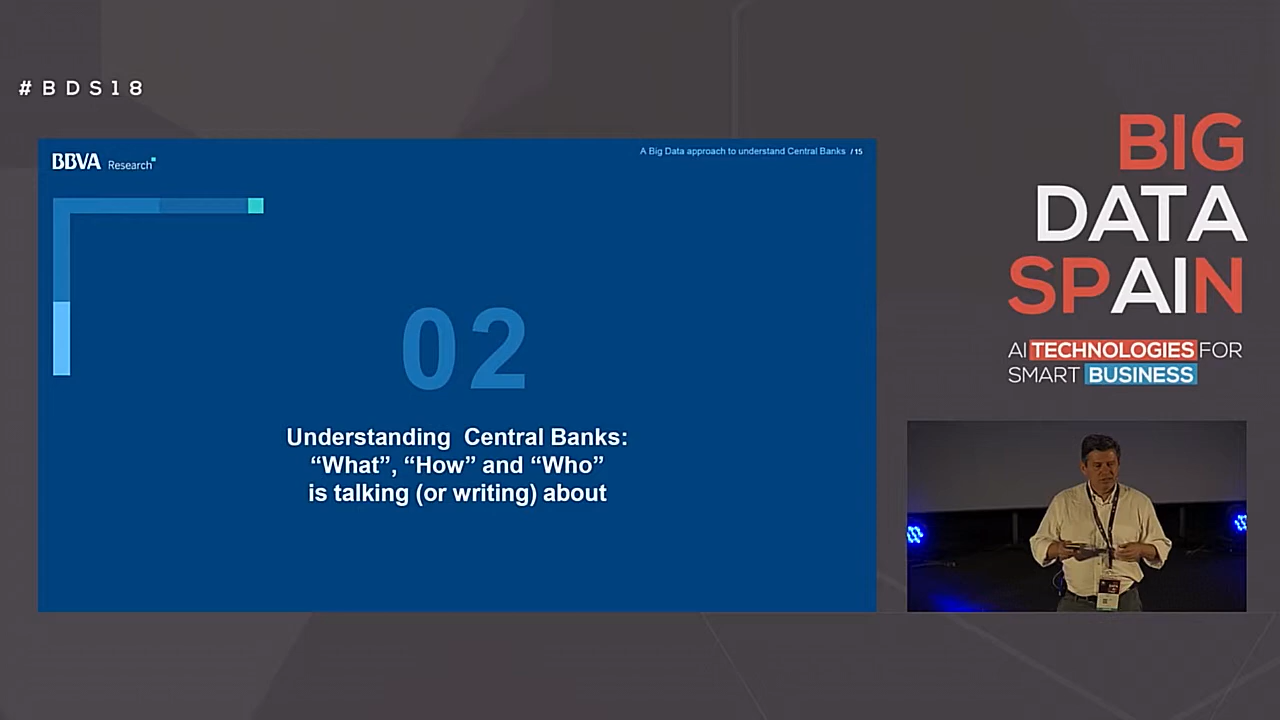 #BDS18
BBVA Research
A Big Data approach to understand Central Banks / 15
02
Understanding Central Banks:
“What”, “How” and “Who”
is talking (or writing) about
BIG
DATA
SPAIN
AI TECHNOLOGIES FOR
SMART BUSINESS